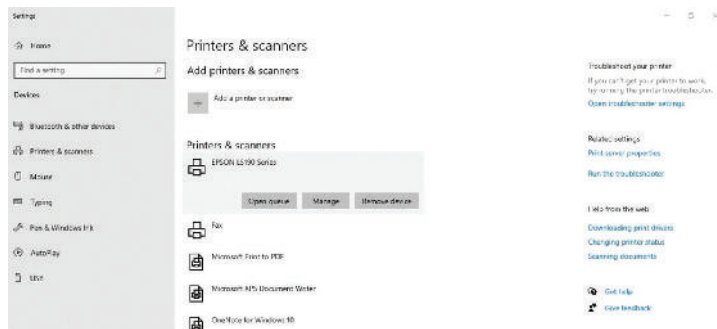 Settings
Home
Find a setting
Devices
Bluetooth & other devices
Printers & scanners
Mouse
Typing
Pen & Windows Ink
AutoPlay
USB
Printers & scanners
Add printers & scanners
Add a printer or scanner
Printers & scanners
EPSON L5190 Series
Open queue Manage Remove device
Fax
Microsoft Print to PDF
Microsoft XPS Document Writer
OneNote for Windows 10
Troubleshoot your printer
If you can't get your printer to work,
try running the printer troubleshooter.
Open troubleshooter settings
Related settings
Print server properties
Run the troubleshooter
Help from the web
Downloading print drivers
Changing printer status
Scanning documents
Get help
Give feedback